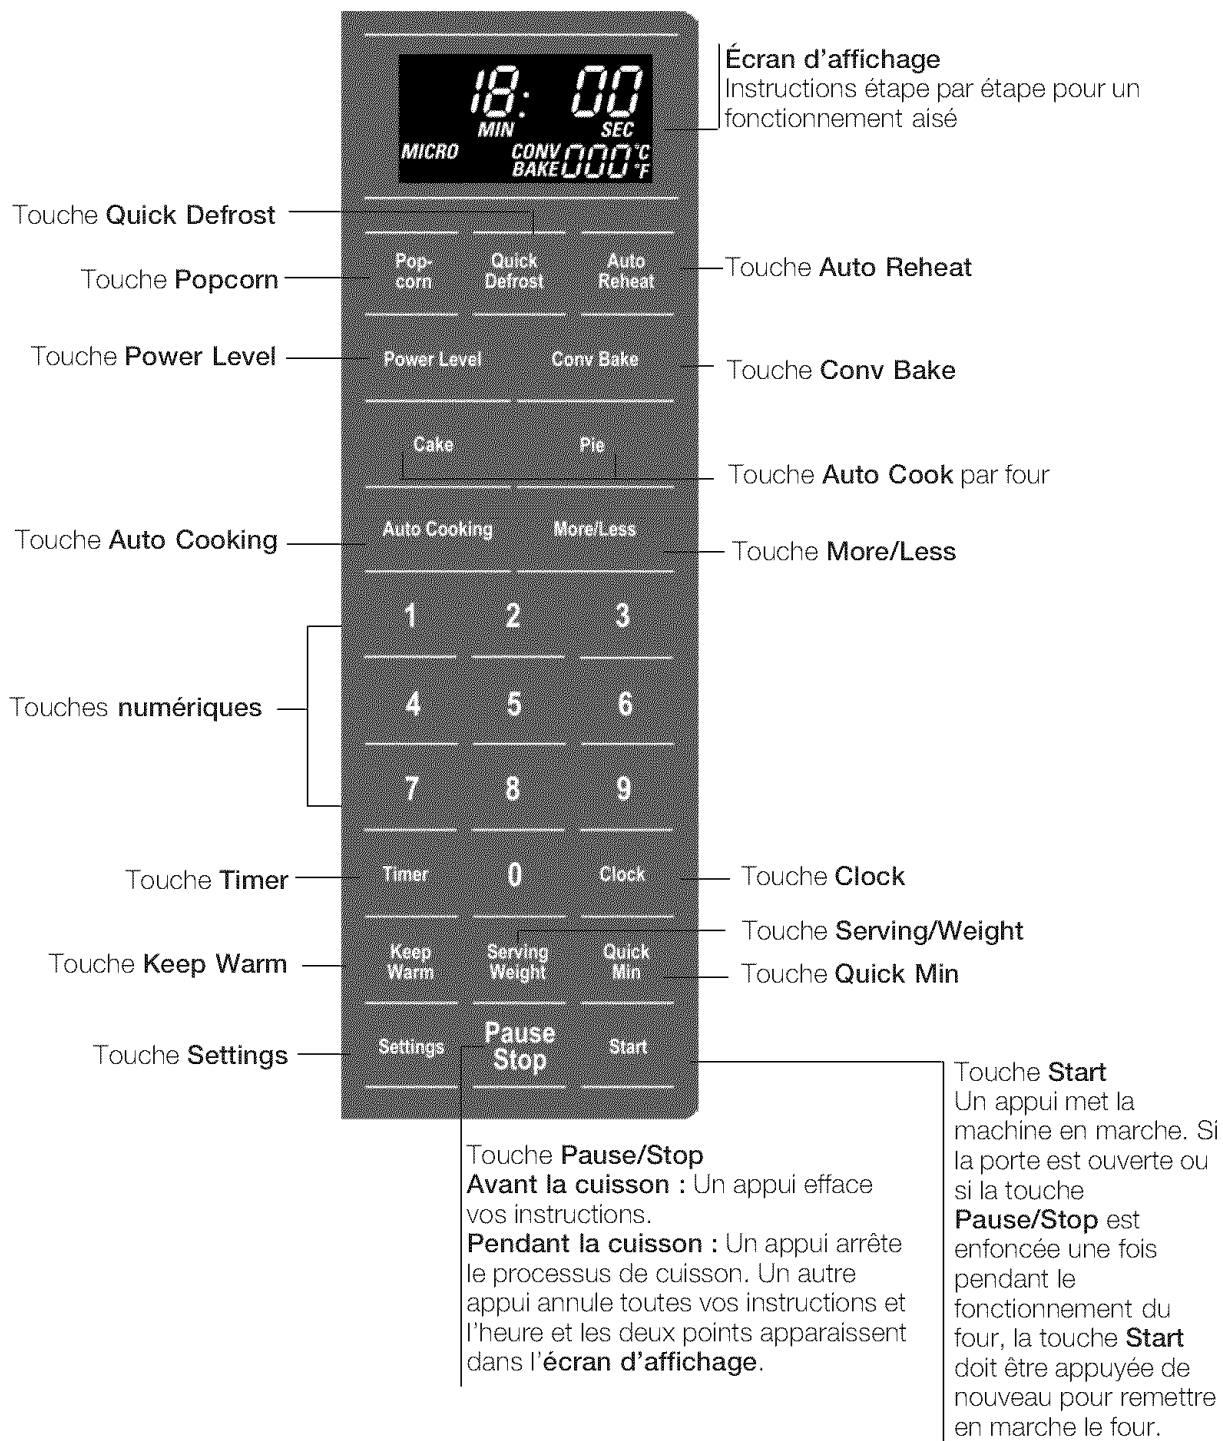 18: 00
MIN SEC
MICRO CONV BAKE 000 °C °F
Écran d'affichage
Instructions étape par étape pour un
fonctionnement aisé
Touche Quick Defrost
Touche Popcorn
Pop-
corn
Quick
Defrost
Auto
Reheat
Touche Auto Reheat
Touche Power Level
Power Level
Conv Bake
Touche Conv Bake
Cake
Pie
Touche Auto Cook par four
Touche Auto Cooking
Auto Cooking
More/Less
Touche More/Less
1 2 3
Touches numériques
4 5 6
7 8 9
Touche Timer
Timer
0
Clock
Touche Clock
Touche Serving/Weight
Touche Keep Warm
Keep
Warm
Serving
Weight
Quick
Min
Touche Quick Min
Touche Settings
Settings
Pause
Stop
Start
Touche Pause/Stop
Avant la cuisson : Un appui efface
vos instructions.
Pendant la cuisson : Un appui arrête
le processus de cuisson. Un autre
appui annule toutes vos instructions et
l'heure et les deux points apparaissent
dans l'écran d'affichage.
Touche Start
Un appui met la
machine en marche. Si
la porte est ouverte ou
si la touche
Pause/Stop est
enfoncée une fois
pendant le
fonctionnement du
four, la touche Start
doit être appuyée de
nouveau pour remettre
en marche le four.